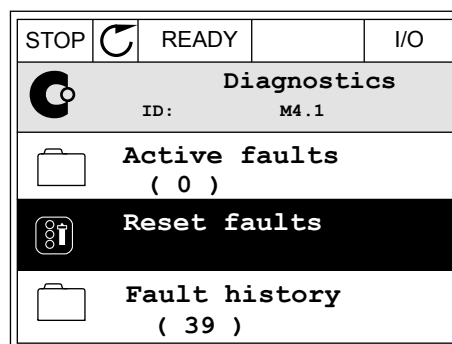 STOP READY I/O
Diagnostics
ID: M4.1
Active faults
( 0 )
Reset faults
Fault history
( 39 )